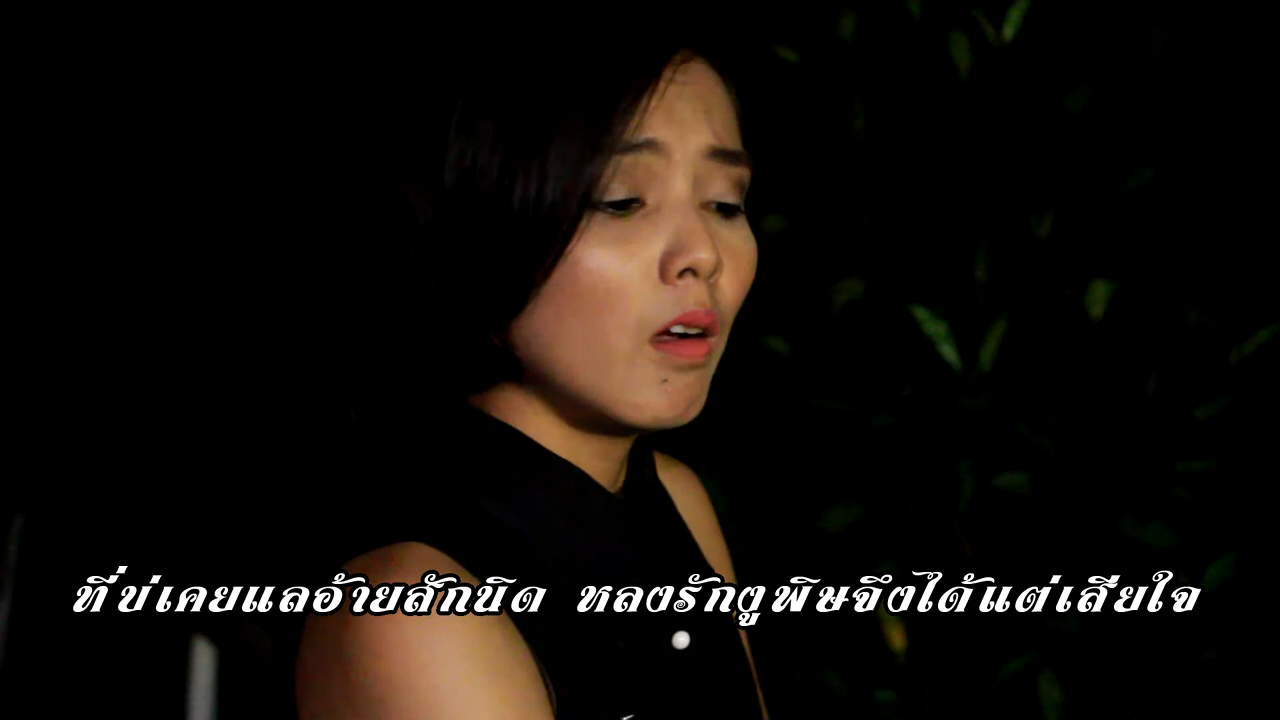 ที่บ่เคยแลอ้ายสักนิด หลงรักงูพิษจึงได้แต่เสียใจ